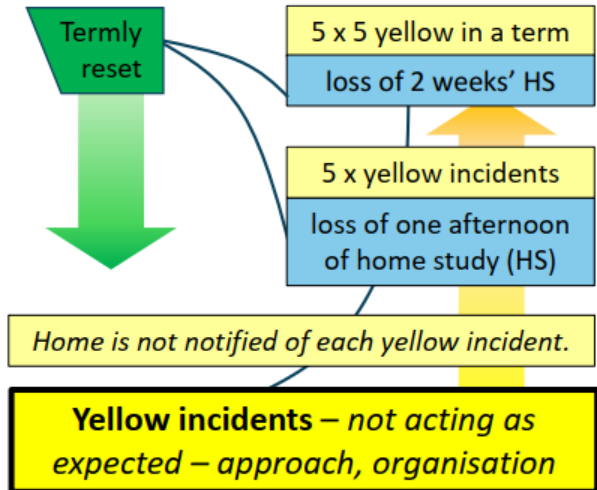 Termly
reset
5 x 5 yellow in a term
loss of 2 weeks’ HS
5 x yellow incidents
loss of one afternoon
of home study (HS)
Home is not notified of each yellow incident.
Yellow incidents – not acting as
expected – approach, organisation